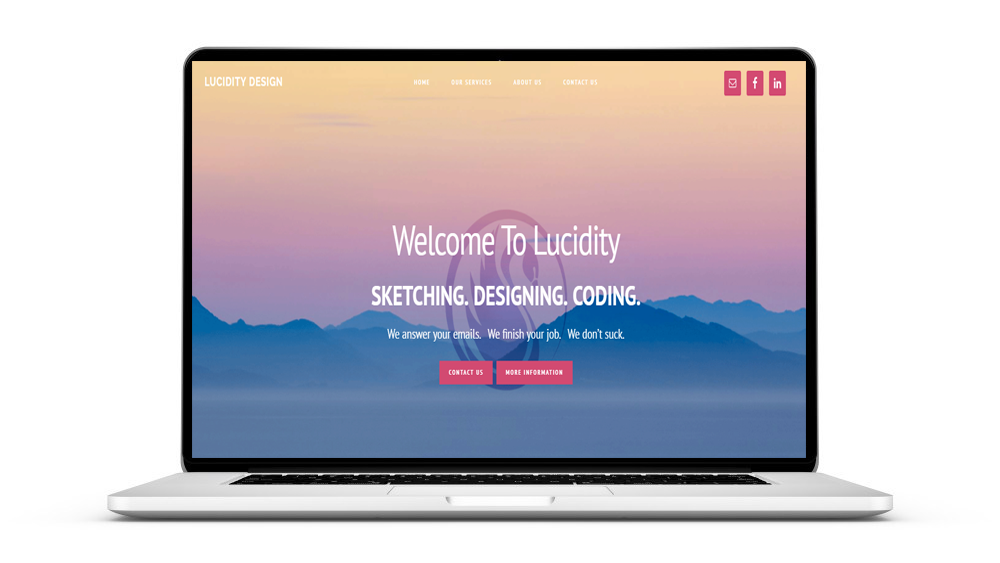 LUCIDITY DESIGN
HOME OUR SERVICES ABOUT US CONTACT US
f in
Welcome To Lucidity
SKETCHING. DESIGNING. CODING.
We answer your emails. We finish your job. We don't suck.
CONTACT US MORE INFORMATION